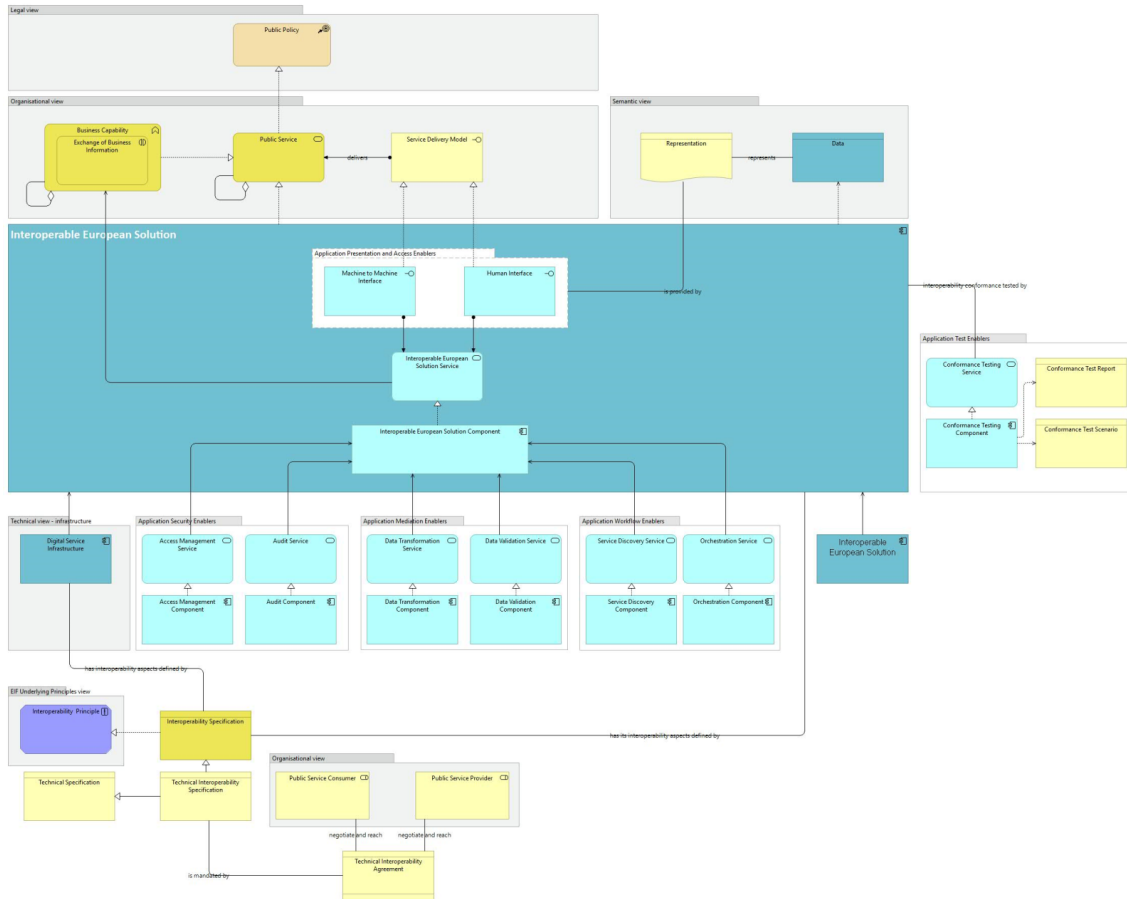 Legal view
Public Policy
Organisational view
Business Capability
Exchange of Business
Information
Public Service
delivers
Service Delivery Model
Semantic view
Representation
represents
Data
Interoperable European Solution
Application Presentation and Access Enablers
Machine to Machine
Interface
Human Interface
is provided by
interoperability conformance tested by
Interoperable European
Solution Service
Interoperable European Solution Component
Application Test Enablers
Conformance Testing
Service
Conformance Test Report
Conformance Testing
Component
Conformance Test Scenario
Technical view - infrastructure
Digital Service
Infrastructure
Application Security Enablers
Access Management
Service
Audit Service
Access Management
Component
Audit Component
Application Mediation Enablers
Data Transformation
Service
Data Validation Service
Data Transformation
Component
Data Validation
Component
Application Workflow Enablers
Service Discovery Service
Orchestration Service
Service Discovery
Component
Orchestration Component
Interoperable
European Solution
has interoperability aspects defined by
EIF Underlying Principles view
Interoperability Principle
Interoperability Specification
has its interoperability aspects defined by
Technical Specification
Technical Interoperability
Specification
Organisational view
Public Service Consumer
Public Service Provider
negotiate and reach
negotiate and reach
Technical Interoperability
Agreement
is mandated by